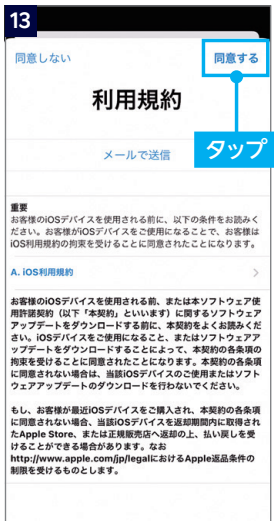 13
同意しない 同意する
利用規約
メールで送信 タップ
重要
お客様のiOSデバイスを使用される前に、以下の条件をお読みく
ださい。お客様がiOSデバイスをご使用になることで、お客様は
iOS利用規約の拘束を受けることに同意されたことになります。
A. iOS利用規約
お客様のiOSデバイスを使用される前、または本ソフトウェア使
用許諾契約（以下「本契約」といいます）に関するソフトウェア
アップデートをダウンロードする前に、本契約をよくお読みくだ
さい。iOSデバイスをご使用になること、またはソフトウェアアッ
プデートをダウンロードすることによって、本契約の各条項の
拘束を受けることに同意されたことになります。本契約の各条項
に同意されない場合は、当該iOSデバイスのご使用またはソフト
ウェアアップデートのダウンロードを行わないでください。
もし、お客様が最近iOSデバイスをご購入され、本契約の各条項
に同意されない場合、当該iOSデバイスを返却期間内に取得され
たApple Store、または正規販売店へ返却の上、払い戻しを受
けることができる場合があります。なお
http://www.apple.com/jp/legalにおけるApple返品条件の
制限を受けるものとします。